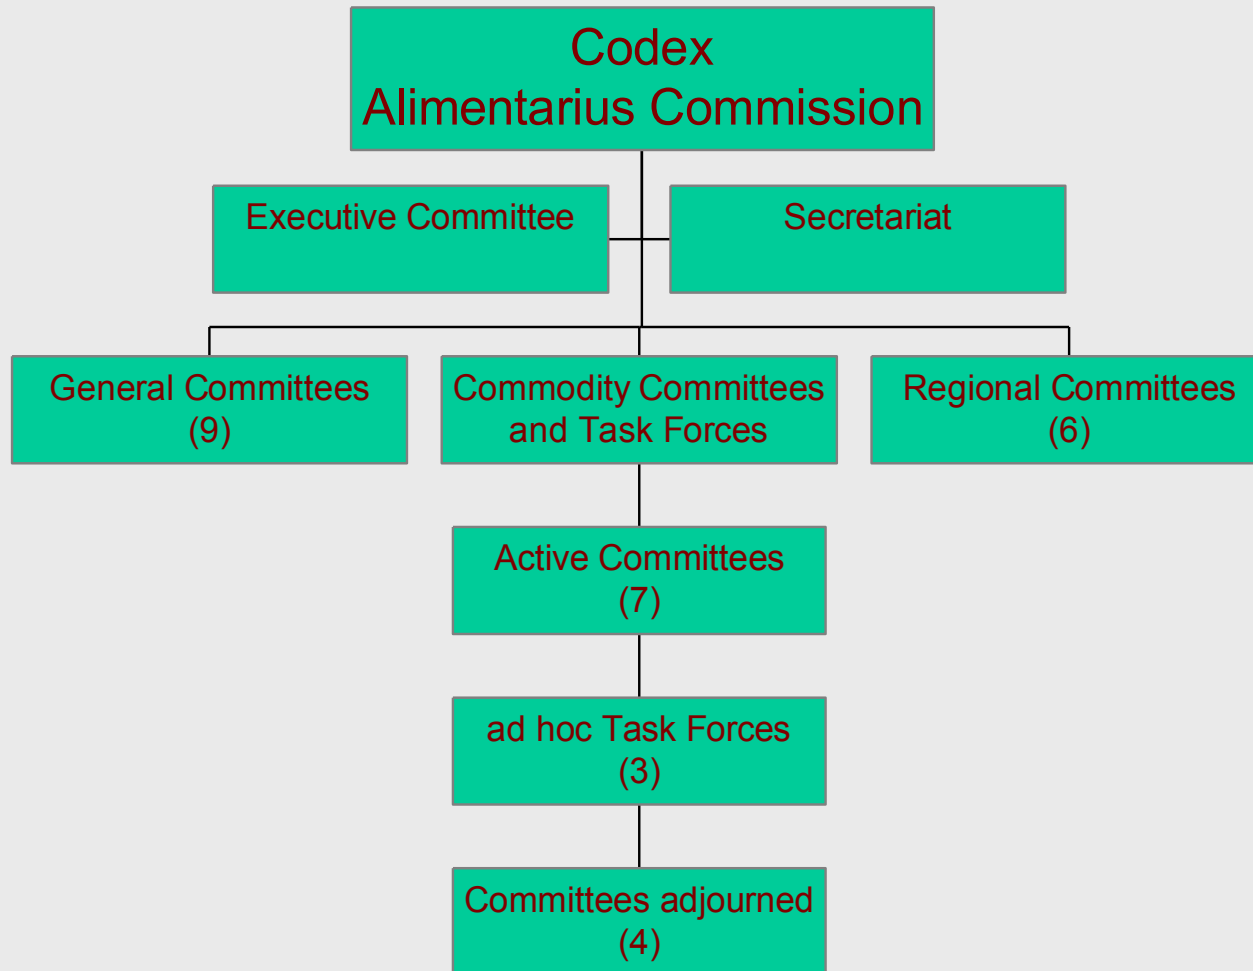 Codex
Alimentarius Commission
Executive Committee
Secretariat
General Committees
(9)
Commodity Committees
and Task Forces
Regional Committees
(6)
Active Committees
(7)
ad hoc Task Forces
(3)
Committees adjourned
(4)